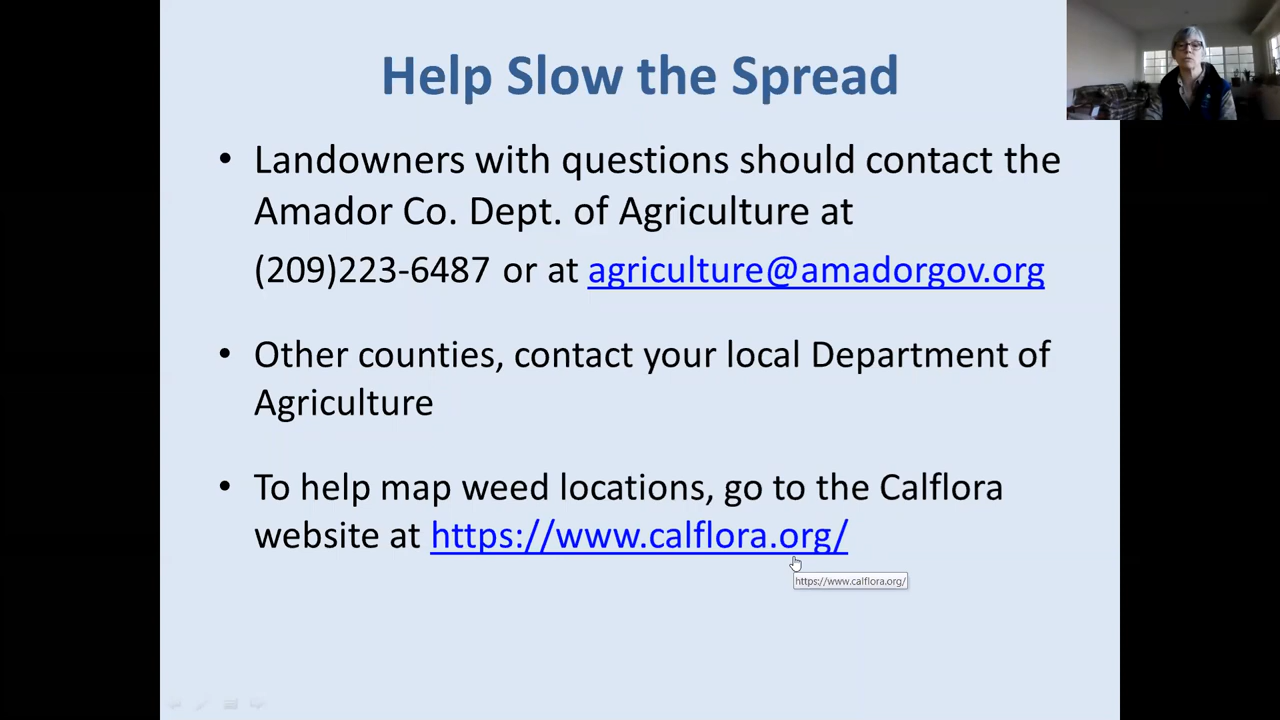 Help Slow the Spread
• Landowners with questions should contact the
Amador Co. Dept. of Agriculture at
(209)223-6487 or at agriculture@amadorgov.org
• Other counties, contact your local Department of
Agriculture
• To help map weed locations, go to the Calflora
website at https://www.calflora.org/
https://www.calflora.org/